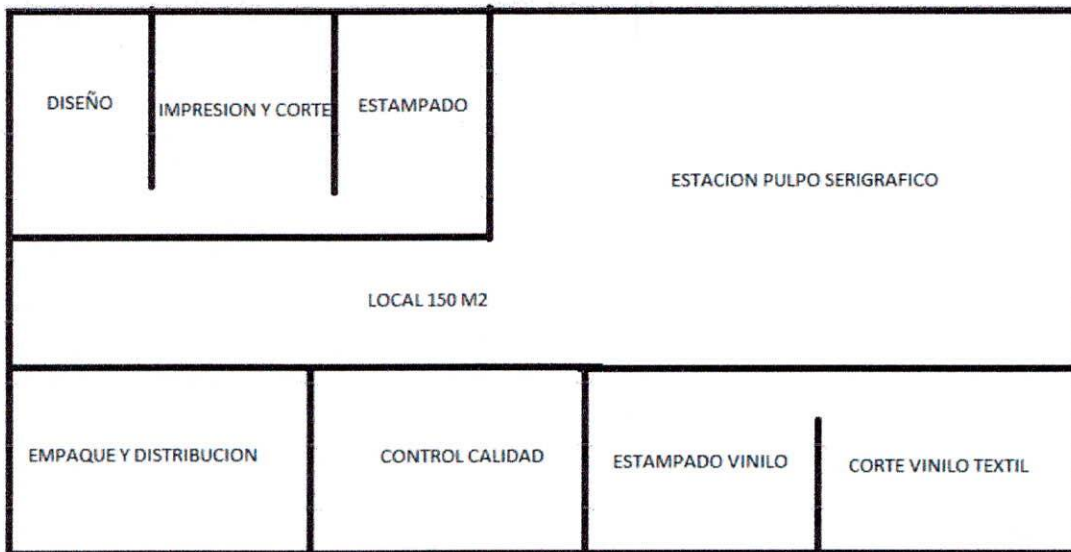 DISEÑO
IMPRESION Y CORTE
ESTAMPADO
ESTACION PULPO SERIGRAFICO
LOCAL 150 M2
EMPAQUE Y DISTRIBUCION
CONTROL CALIDAD
ESTAMPADO VINILO
CORTE VINILO TEXTIL